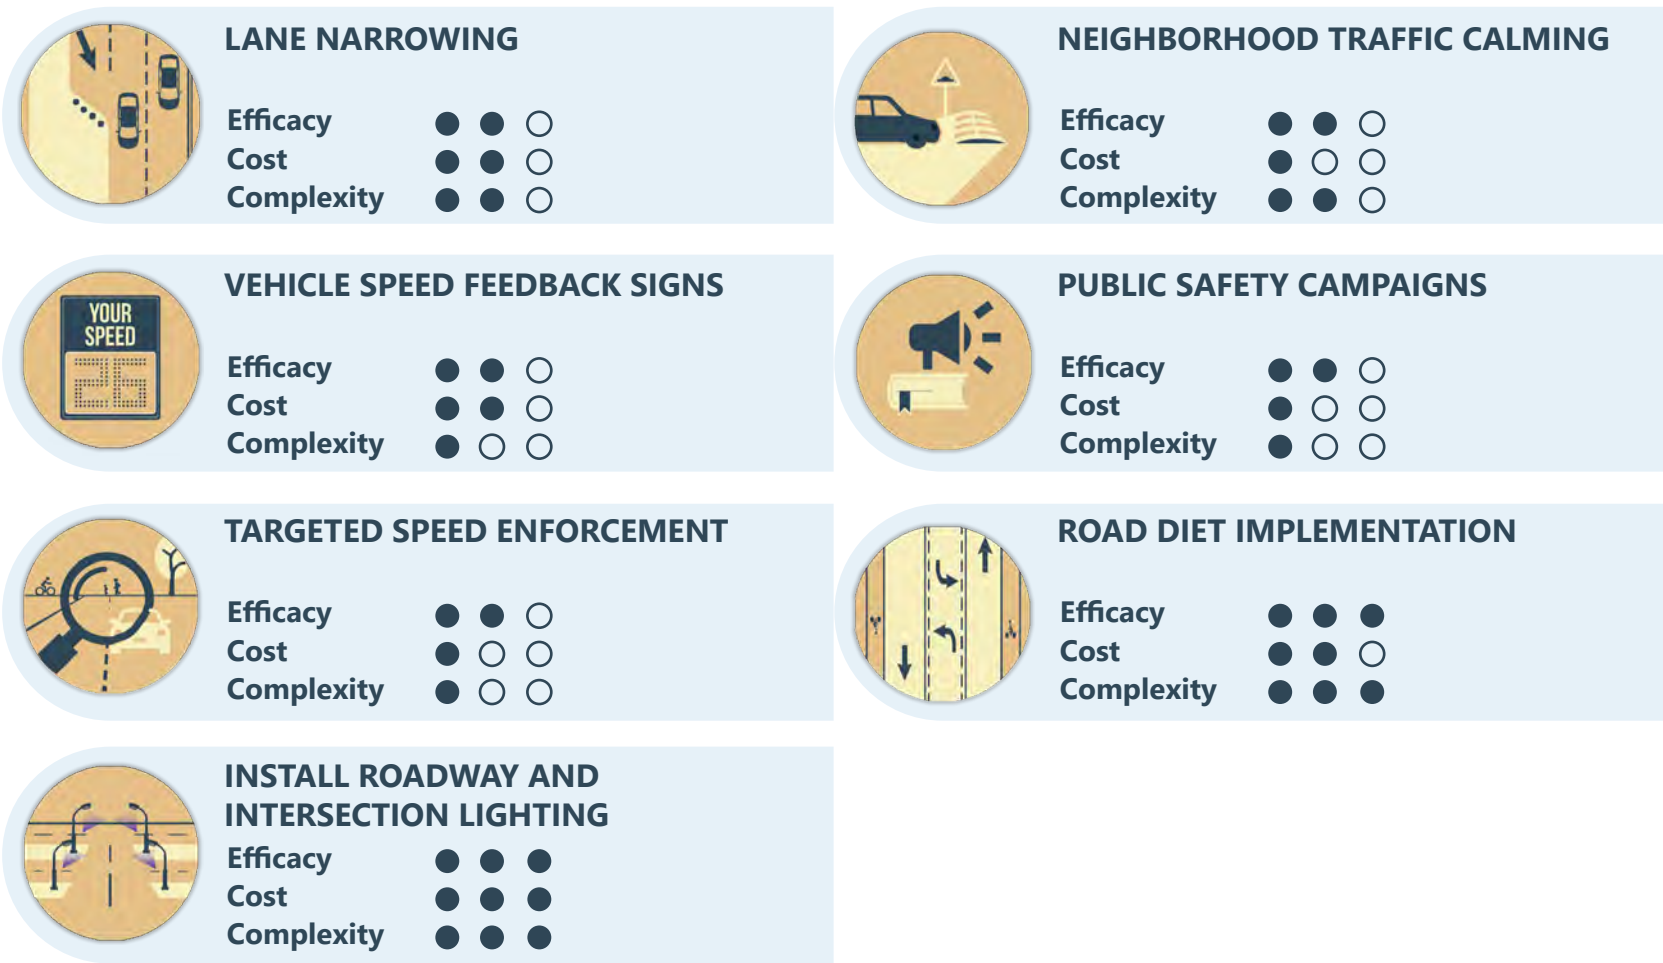 LANE NARROWING
Efficacy
Cost
Complexity
NEIGHBORHOOD TRAFFIC CALMING
Efficacy
Cost
Complexity
YOUR
SPEED
26
VEHICLE SPEED FEEDBACK SIGNS
Efficacy
Cost
Complexity
PUBLIC SAFETY CAMPAIGNS
Efficacy
Cost
Complexity
TARGETED SPEED ENFORCEMENT
Efficacy
Cost
Complexity
ROAD DIET IMPLEMENTATION
Efficacy
Cost
Complexity
INSTALL ROADWAY AND
INTERSECTION LIGHTING
Efficacy
Cost
Complexity